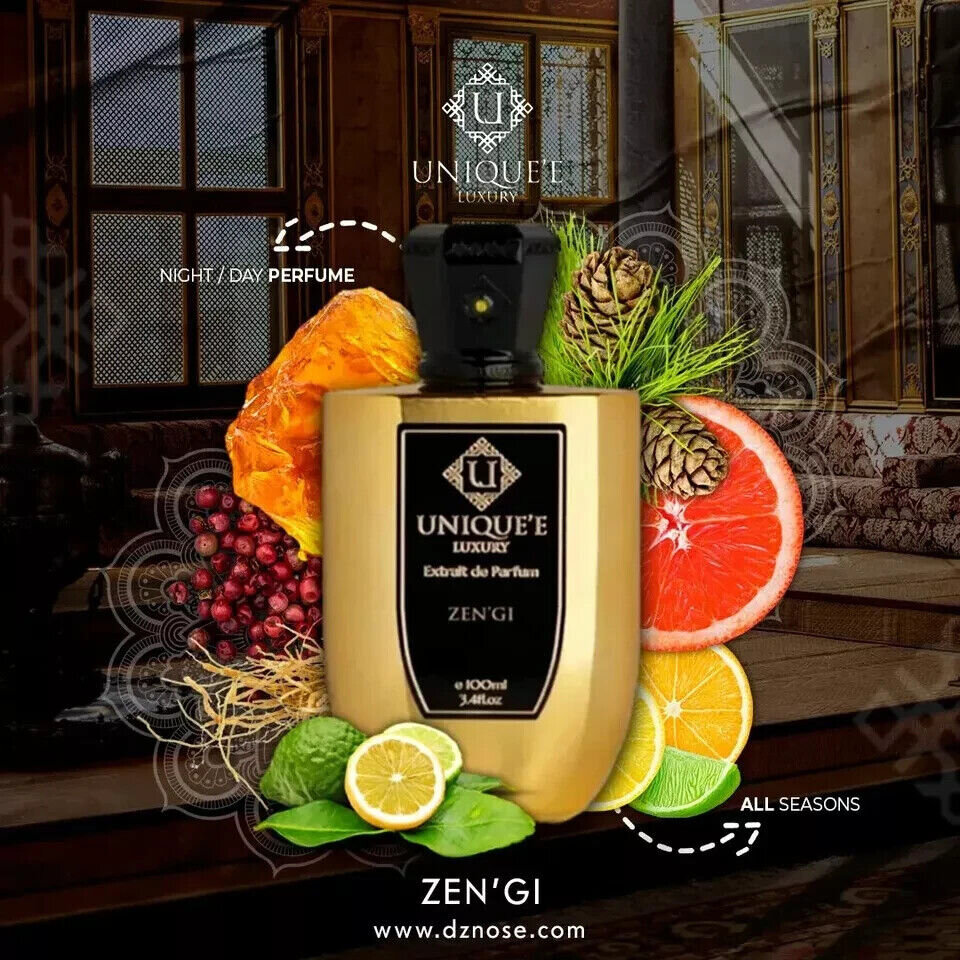 U
UNIQUE'E
LUXURY
NIGHT / DAY PERFUME
U
UNIQUE'E
LUXURY
Extrait de Parfum
ZEN'GI
e 100ml
3.4fl.oz
ALL SEASONS
ZEN'GI
www.dznose.com